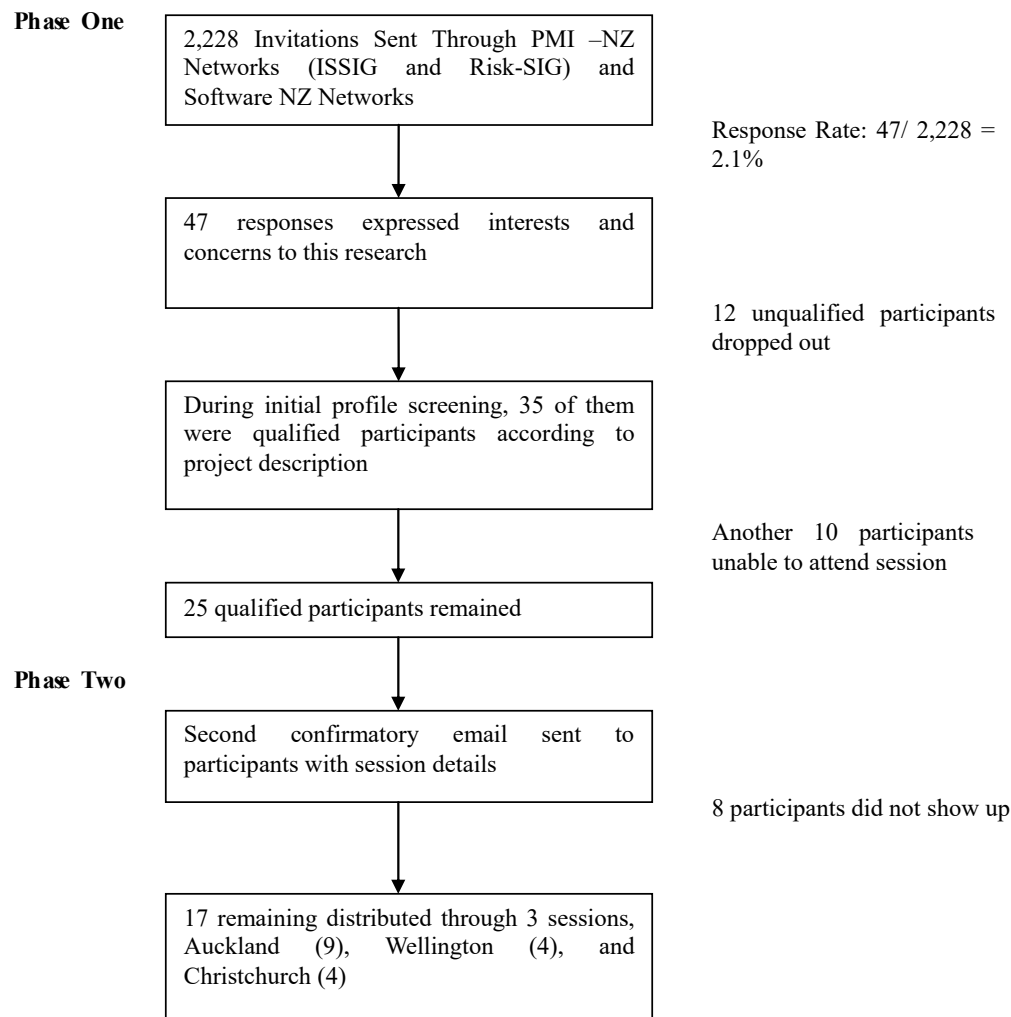 Phase One
2,228 Invitations Sent Through PMI –NZ
Networks (ISSIG and Risk-SIG) and
Software NZ Networks
Response Rate: 47/ 2,228 =
2.1%
47 responses expressed interests and
concerns to this research
12 unqualified participants
dropped out
During initial profile screening, 35 of them
were qualified participants according to
project description
Another 10 participants
unable to attend session
25 qualified participants remained
Phase Two
Second confirmatory email sent to
participants with session details
8 participants did not show up
17 remaining distributed through 3 sessions,
Auckland (9), Wellington (4), and
Christchurch (4)